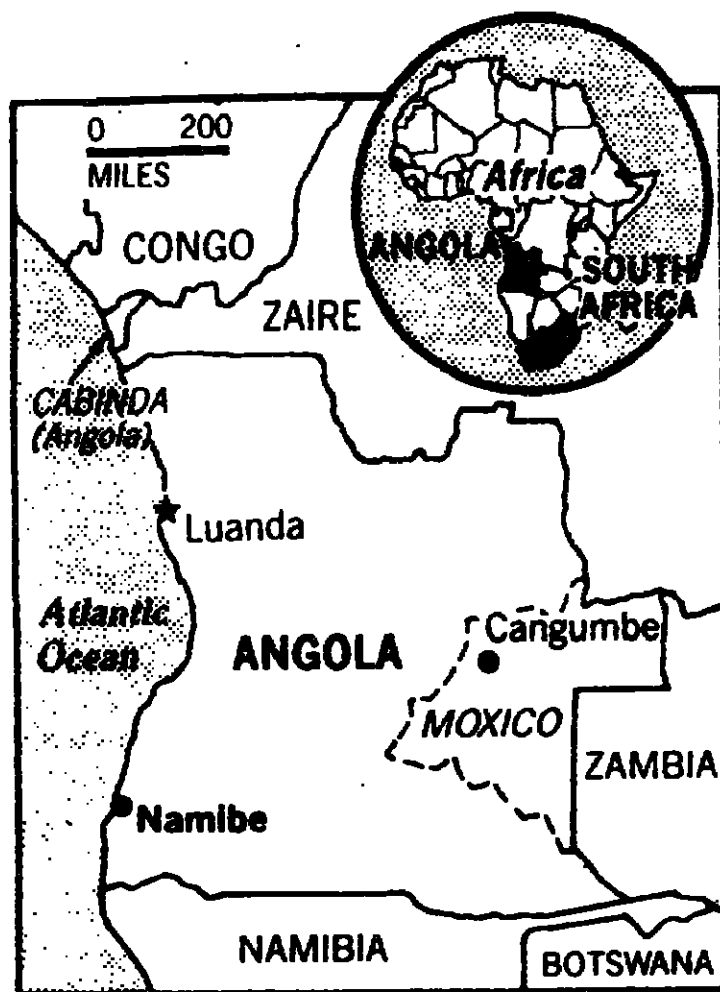 0 200
MILES
Africa
ANGOLA
SOUTH
AFRICA
CONGO
ZAIRE
CABINDA
(Angola)
Luanda
Atlantic
Ocean
ANGOLA
Cangumbe
MOXICO
ZAMBIA
Namibe
NAMIBIA
BOTSWANA